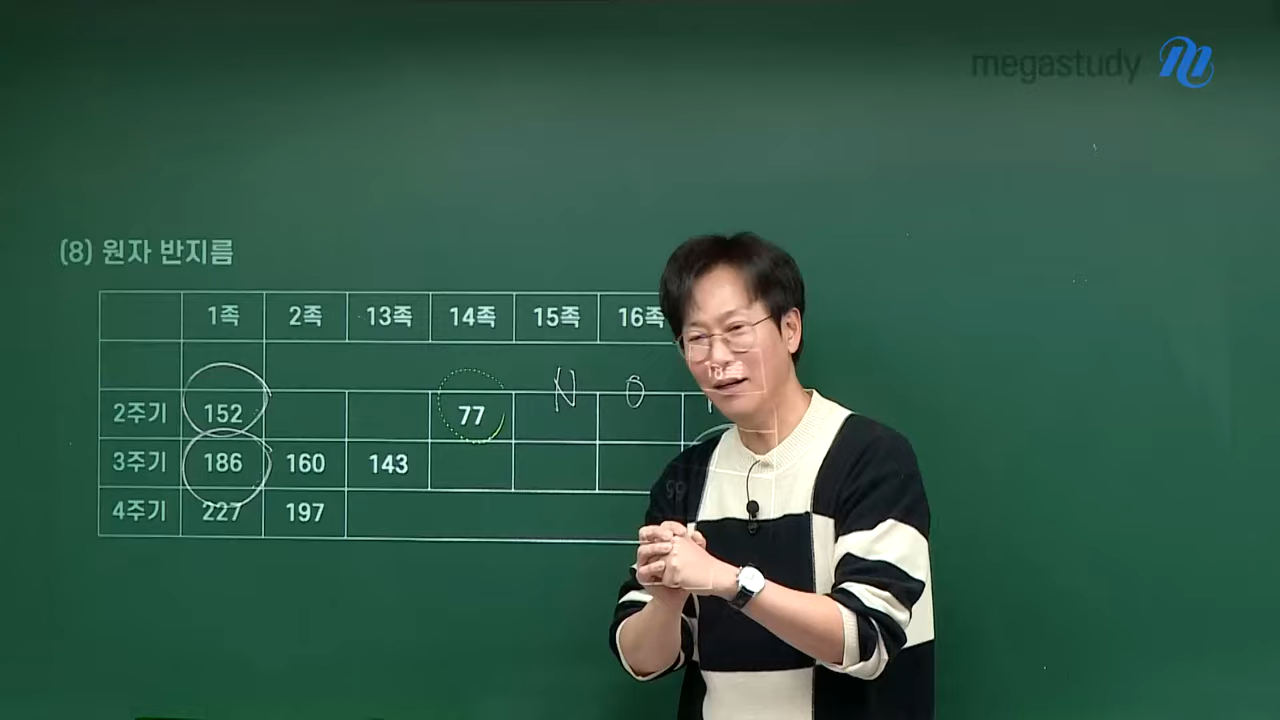 megastudy
(8) 원자 반지름
1족 2족 13족 14족 15족 16족
N O
2주기 152 77
3주기 186 160 143
4주기 227 197